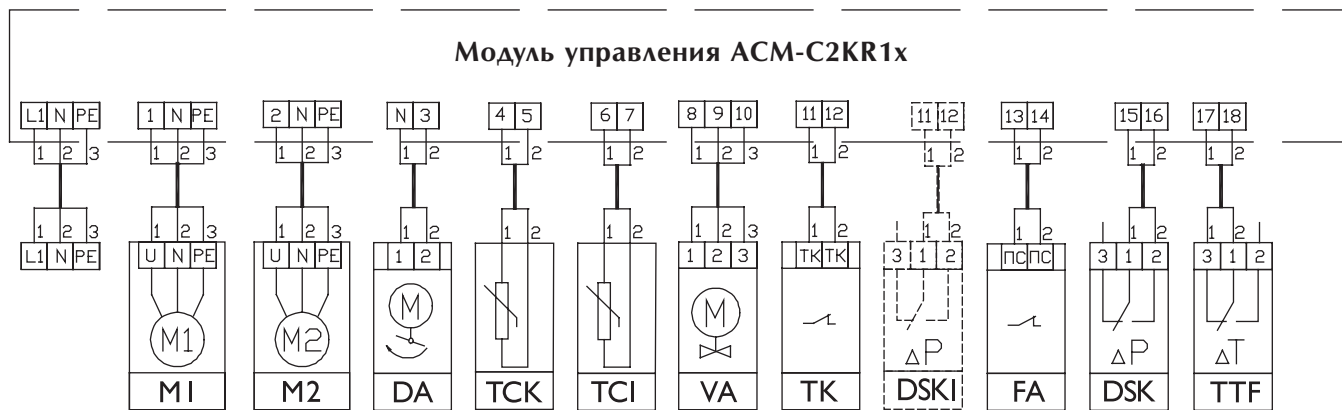 Модуль управления ACM-C2KR1x
L1 N PE 1 N PE 2 N PE N 3 4 5 6 7 8 9 10 11 12 11 12 13 14 15 16 17 18
1 2 3 1 2 3 1 2 3 1 2 1 2 1 2 1 2 3 1 2 1 2 1 2 1 2 1 2
1 2 3 1 2 3 1 2 3 1 2 1 2 1 2 1 2 3 1 2 1 2 1 2 1 2 1 2
L1 N PE U N PE U N PE 1 2 1 2 3 ТК ТК 3 1 2 ПС ПС 3 1 2 3 1 2
M1 M2 M M
ΔP ΔP ΔT
M1 M2 DA TCK TCI VA TK DSK1 FA DSK TTF